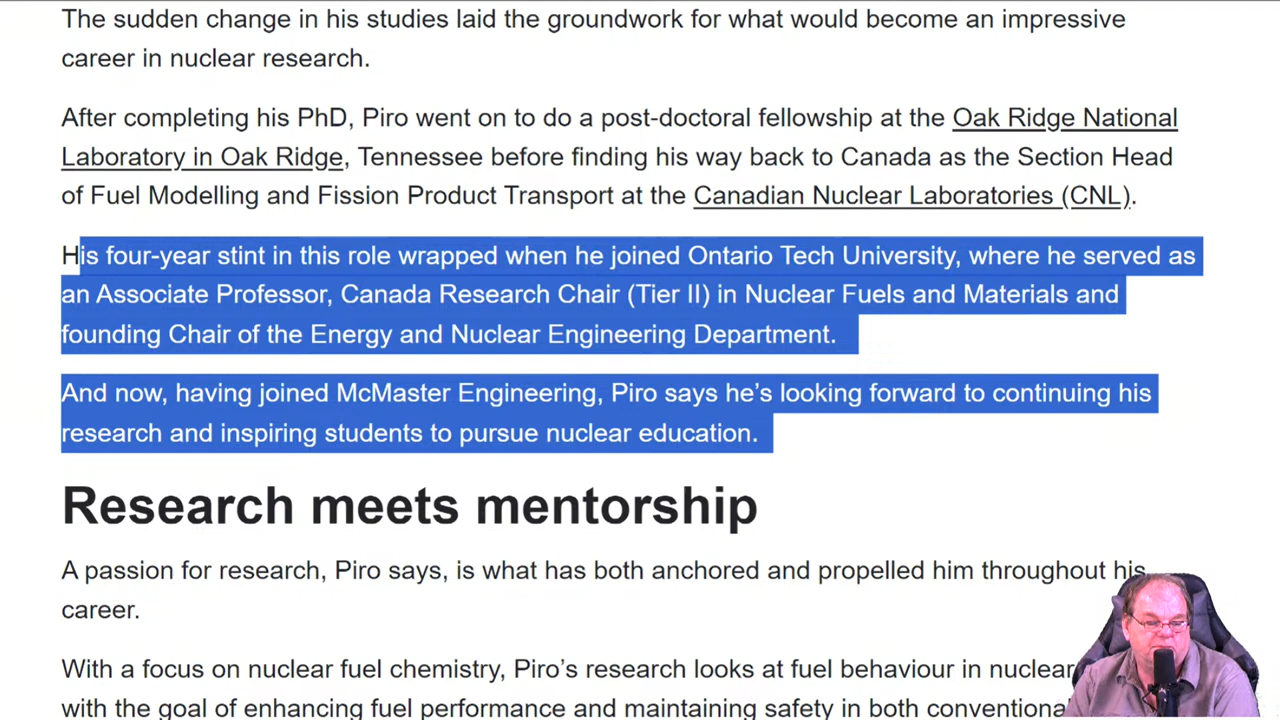 The sudden change in his studies laid the groundwork for what would become an impressive
career in nuclear research.
After completing his PhD, Piro went on to do a post-doctoral fellowship at the Oak Ridge National
Laboratory in Oak Ridge, Tennessee before finding his way back to Canada as the Section Head
of Fuel Modelling and Fission Product Transport at the Canadian Nuclear Laboratories (CNL).
His four-year stint in this role wrapped when he joined Ontario Tech University, where he served as
an Associate Professor, Canada Research Chair (Tier II) in Nuclear Fuels and Materials and
founding Chair of the Energy and Nuclear Engineering Department.
And now, having joined McMaster Engineering, Piro says he’s looking forward to continuing his
research and inspiring students to pursue nuclear education.
Research meets mentorship
A passion for research, Piro says, is what has both anchored and propelled him throughout his
career.
With a focus on nuclear fuel chemistry, Piro’s research looks at fuel behaviour in nuclear
with the goal of enhancing fuel performance and maintaining safety in both